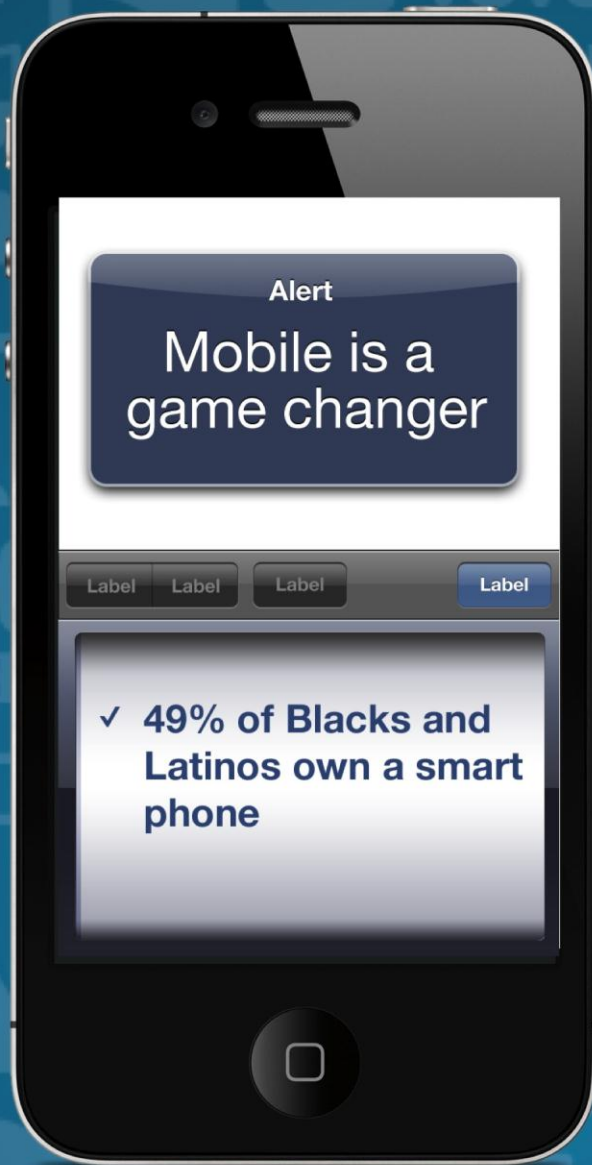 Alert
Mobile is a
game changer
Label Label Label Label
✓ 49% of Blacks and
Latinos own a smart
phone